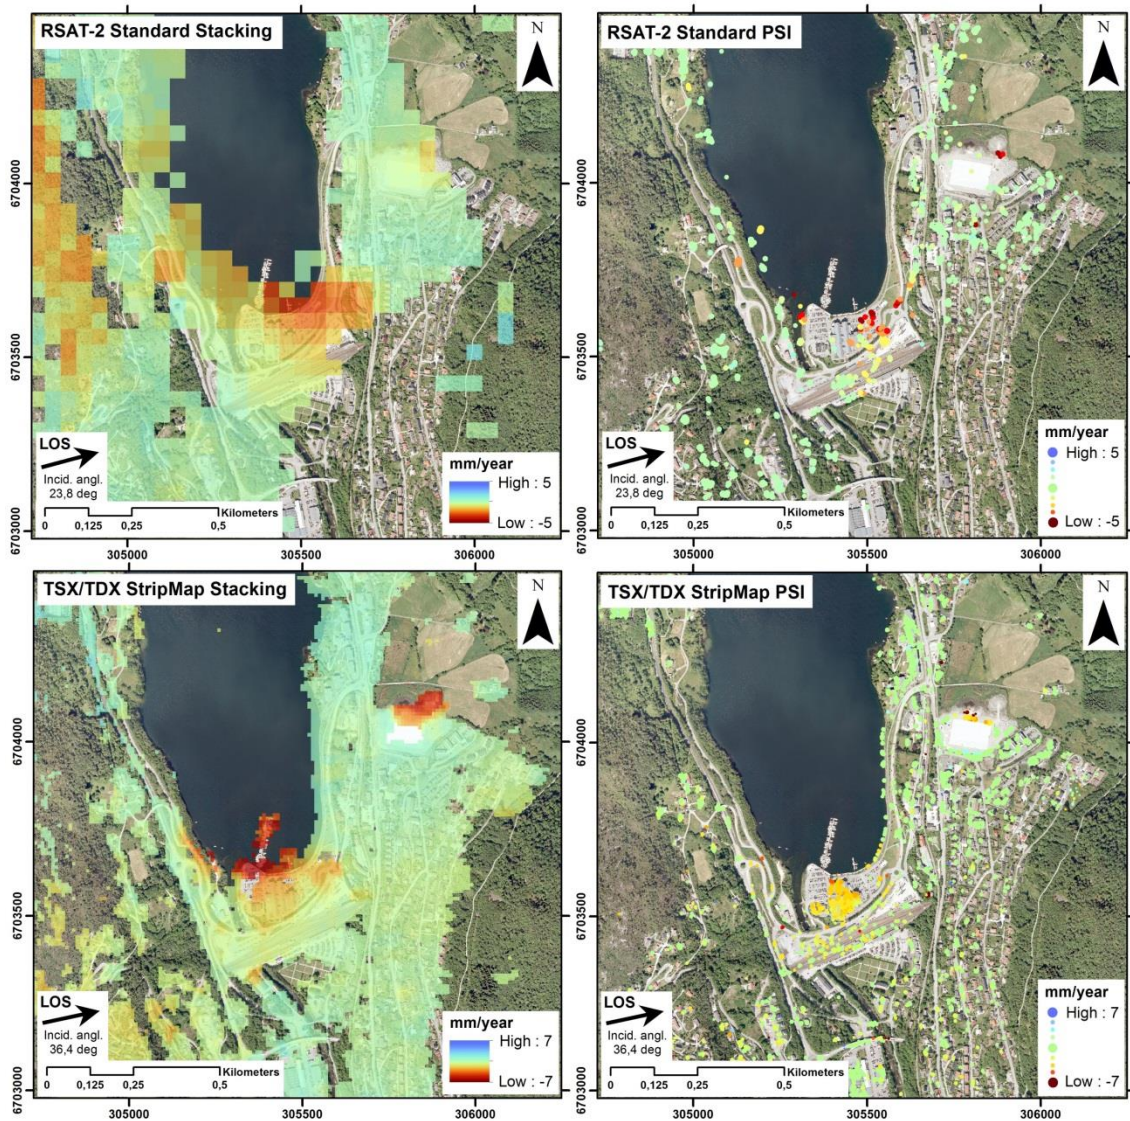 RSAT-2 Standard Stacking
N
6704000
6703500
6703000
LOS
Incid. angl.
23,8 deg
0 0,125 0,25 0,5
Kilometers
mm/year
High : 5
Low : -5
305000 305500 306000
RSAT-2 Standard PSI
N
6704000
6703500
6703000
LOS
Incid. angl.
23,8 deg
0 0,125 0,25 0,5
Kilometers
mm/year
High : 5
Low : -5
305000 305500 306000
TSX/TDX StripMap Stacking
N
6704000
6703500
6703000
LOS
Incid. angl.
36,4 deg
0 0,125 0,25 0,5
Kilometers
mm/year
High : 7
Low : -7
305000 305500 306000
TSX/TDX StripMap PSI
N
6704000
6703500
6703000
LOS
Incid. angl.
36,4 deg
0 0,125 0,25 0,5
Kilometers
mm/year
High : 7
Low : -7
305000 305500 306000